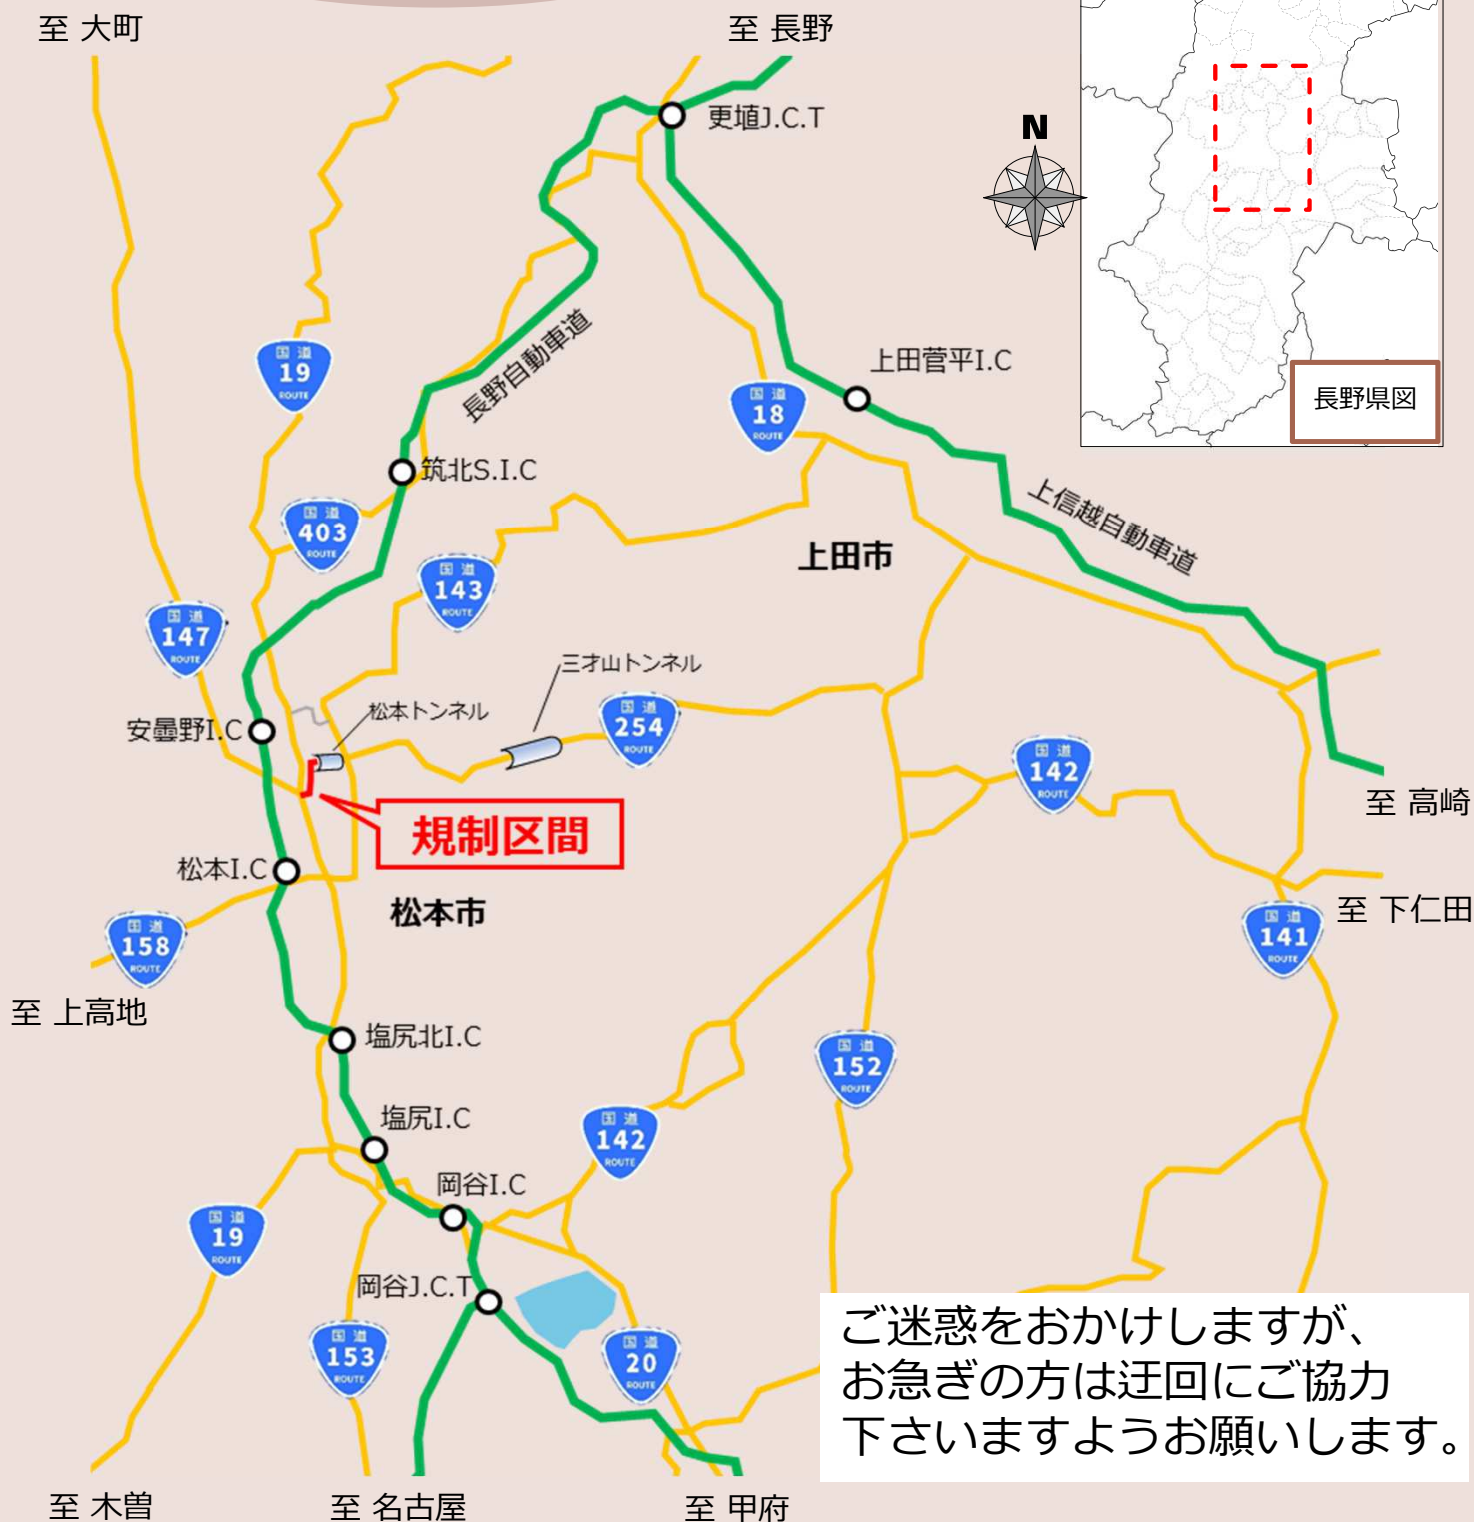 至 大町
至 長野
更埴J.C.T
N
国道
19
ROUTE
長野自動車道
上田菅平I.C
長野県図
国道
18
ROUTE
筑北S.I.C
上信越自動車道
国道
403
ROUTE
国道
143
ROUTE
上田市
国道
147
ROUTE
三才山トンネル
松本トンネル
国道
254
ROUTE
安曇野I.C
国道
142
ROUTE
至 高崎
規制区間
松本I.C
松本市
至 下仁田
国道
158
ROUTE
国道
141
ROUTE
至 上高地
塩尻北I.C
国道
152
ROUTE
塩尻I.C
国道
142
ROUTE
岡谷I.C
国道
19
ROUTE
岡谷J.C.T
国道
153
ROUTE
国道
20
ROUTE
ご迷惑をおかけしますが、
お急ぎの方は迂回にご協力
下さいますようお願いします。
至 木曽
至 名古屋
至 甲府